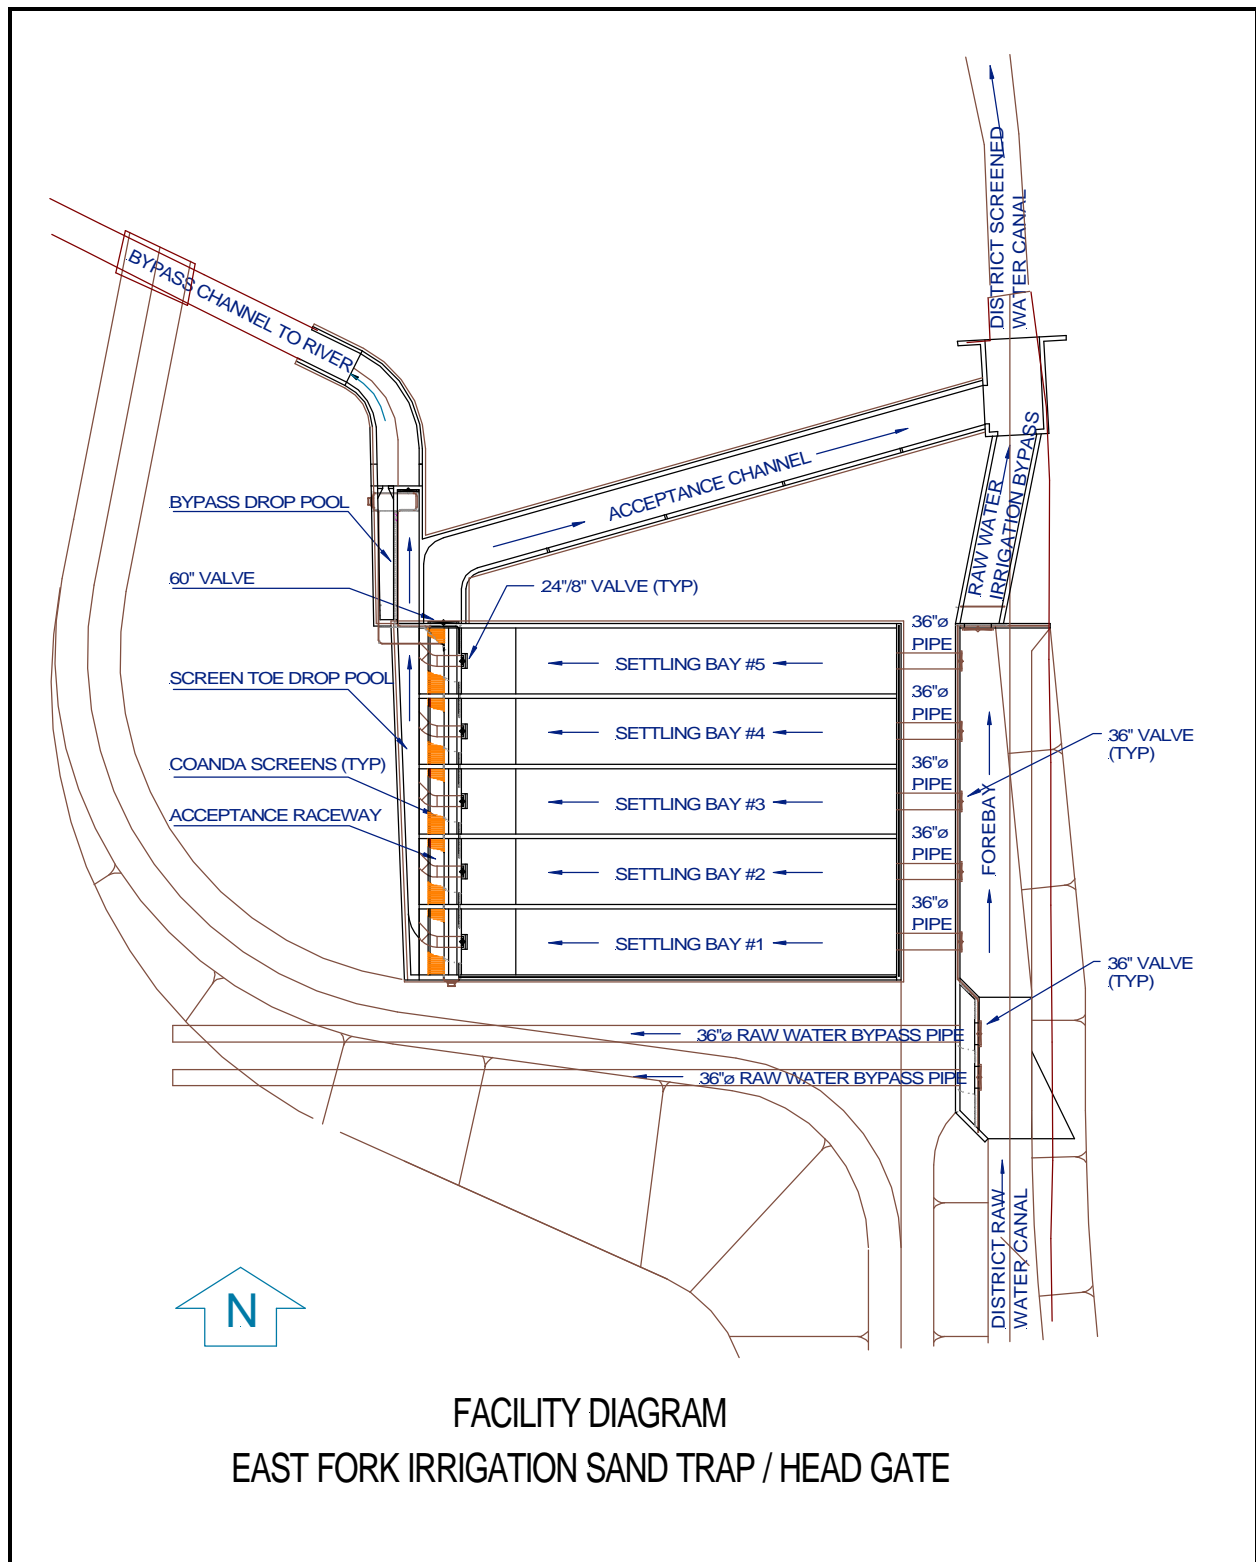 DISTRICT SCREENED
WATER CANAL
BYPASS CHANNEL TO RIVER
ACCEPTANCE CHANNEL
RAW WATER
IRRIGATION BYPASS
BYPASS DROP POOL
60" VALVE
24"/8" VALVE (TYP)
SCREEN TOE DROP POOL
COANDA SCREENS (TYP)
ACCEPTANCE RACEWAY
SETTLING BAY #5
SETTLING BAY #4
SETTLING BAY #3
SETTLING BAY #2
SETTLING BAY #1
36"ø
PIPE
36"ø
PIPE
36"ø
PIPE
36"ø
PIPE
36"ø
PIPE
FOREBAY
36" VALVE
(TYP)
36" VALVE
(TYP)
36"ø RAW WATER BYPASS PIPE
36"ø RAW WATER BYPASS PIPE
DISTRICT RAW
WATER CANAL
N
FACILITY DIAGRAM
EAST FORK IRRIGATION SAND TRAP / HEAD GATE